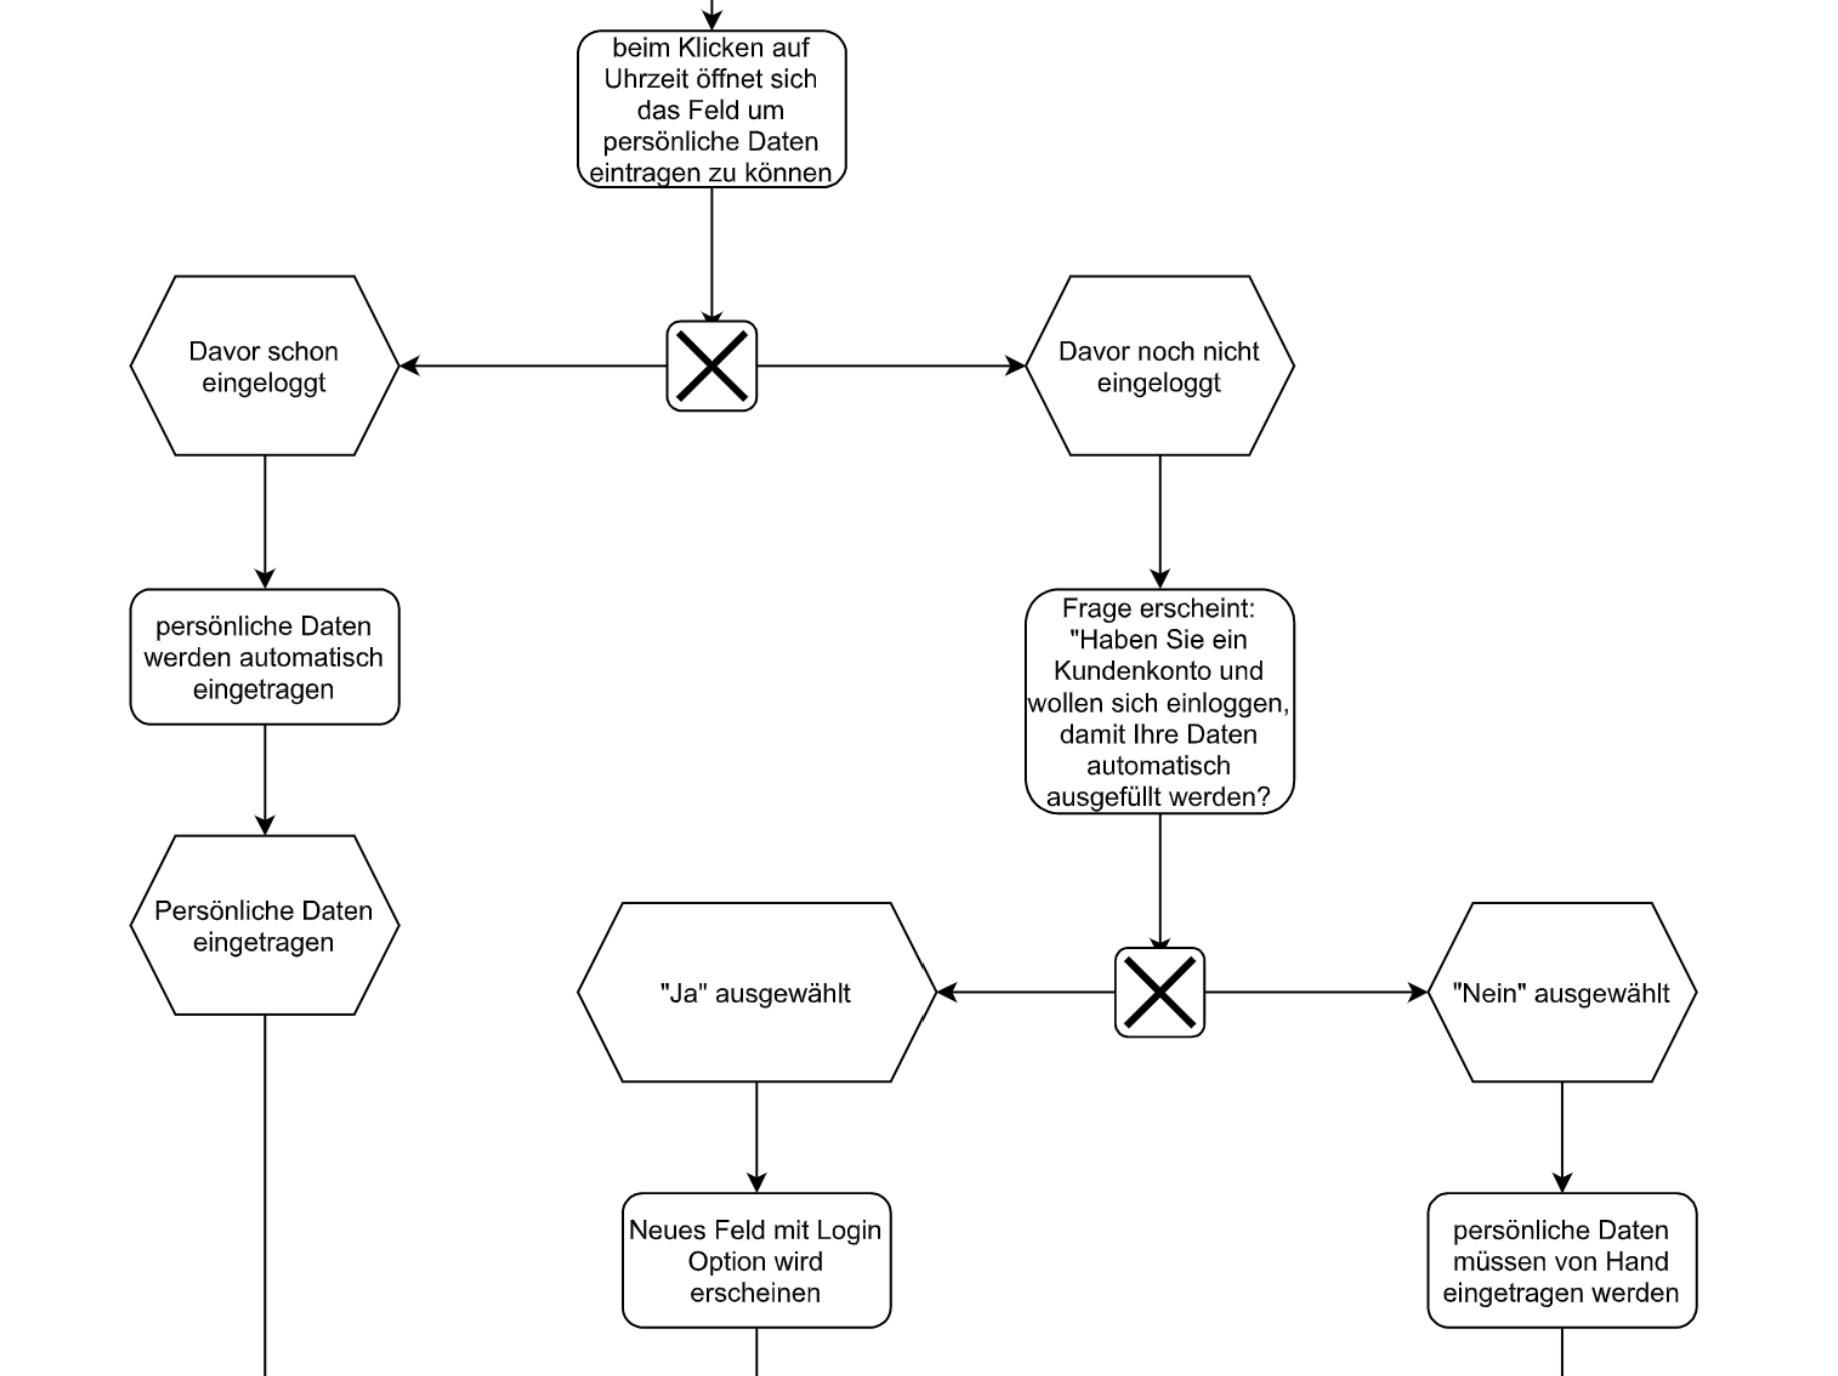 beim Klicken auf
Uhrzeit öffnet sich
das Feld um
persönliche Daten
eintragen zu können
Davor schon
eingeloggt
Davor noch nicht
eingeloggt
persönliche Daten
werden automatisch
eingetragen
Frage erscheint:
"Haben Sie ein
Kundenkonto und
wollen sich einloggen,
damit Ihre Daten
automatisch
ausgefüllt werden?
Persönliche Daten
eingetragen
"Ja" ausgewählt
"Nein" ausgewählt
Neues Feld mit Login
Option wird
erscheinen
persönliche Daten
müssen von Hand
eingetragen werden